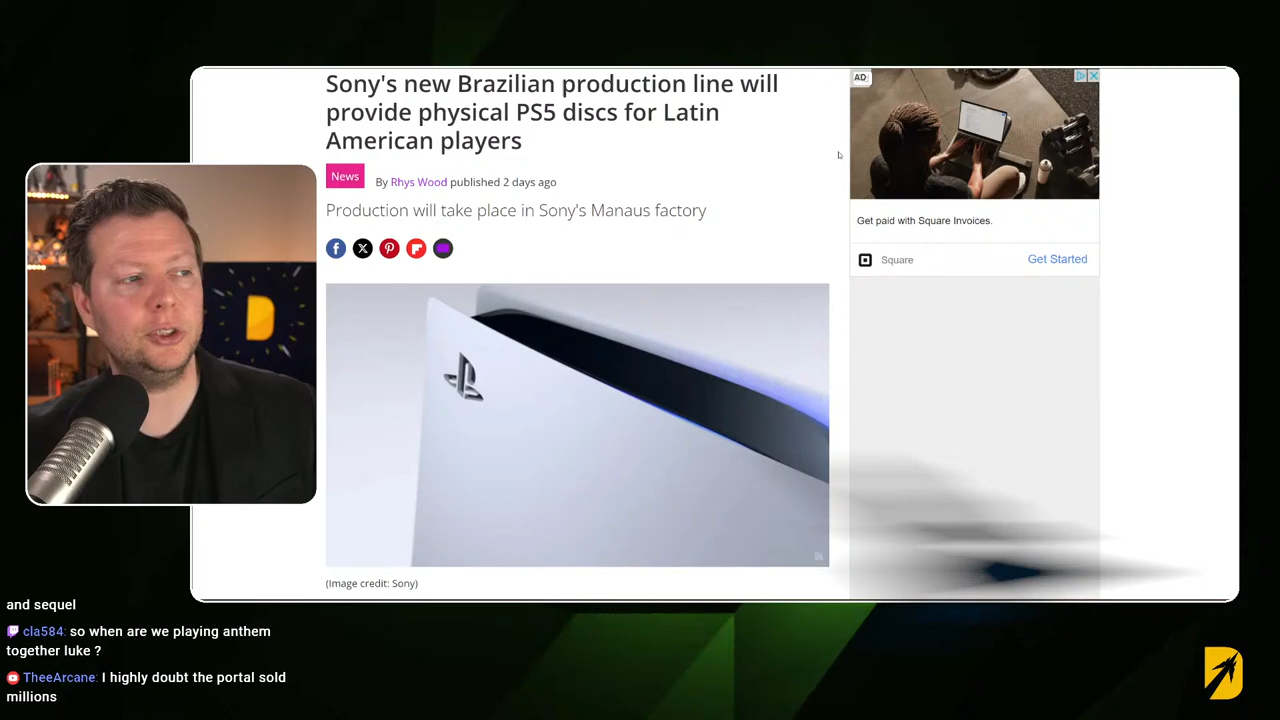 Sony's new Brazilian production line will
provide physical PS5 discs for Latin
American players
News
By Rhys Wood published 2 days ago
Production will take place in Sony's Manaus factory
(Image credit: Sony)
AD
Get paid with Square Invoices.
Square
Get Started
and sequel
cla584: so when are we playing anthem
together luke ?
TheeArcane: I highly doubt the portal sold
millions